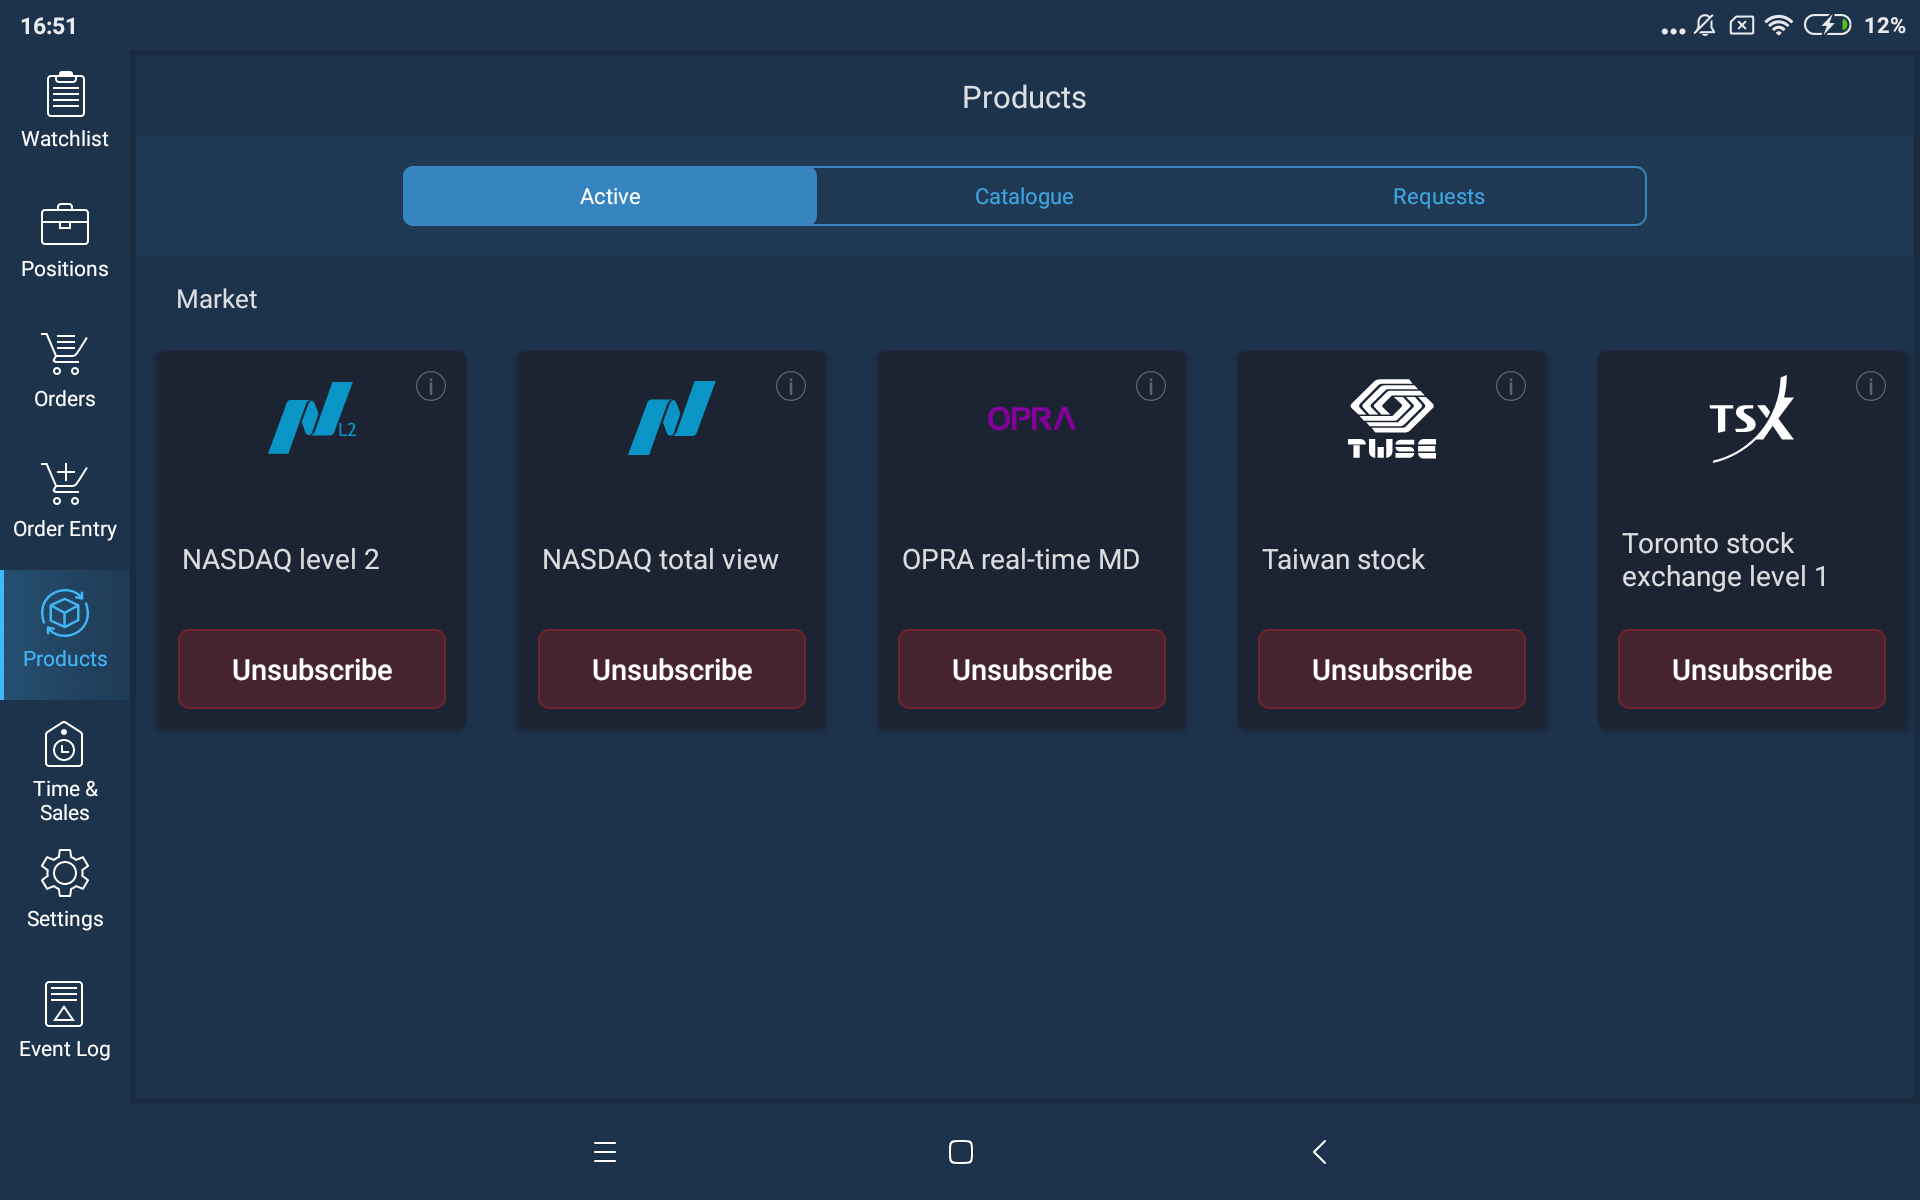 16:51
12%
Watchlist
Positions
Orders
Order Entry
Products
Time &
Sales
Settings
Event Log
Products
Active
Catalogue
Requests
Market
L2
NASDAQ level 2
Unsubscribe
NASDAQ total view
Unsubscribe
OPRA
OPRA real-time MD
Unsubscribe
TWSE
Taiwan stock
Unsubscribe
TSX
Toronto stock
exchange level 1
Unsubscribe